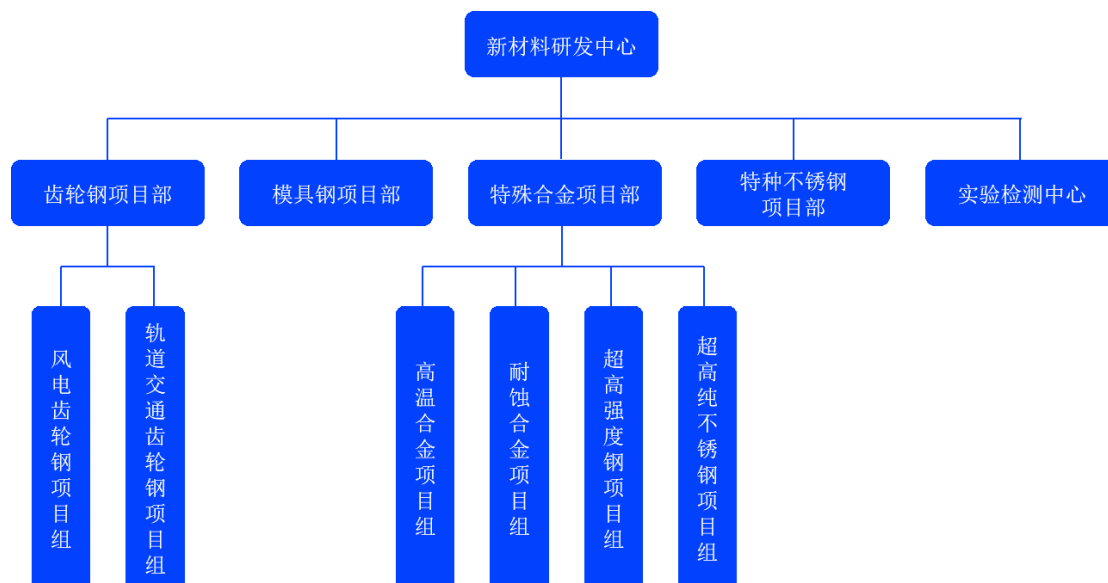 新材料研发中心
齿轮钢项目部
模具钢项目部
特殊合金项目部
特种不锈钢
项目部
实验检测中心
风电齿轮钢项目组
轨道交通齿轮钢项目组
高温合金项目组
耐蚀合金项目组
超高强度钢项目组
超高纯不锈钢项目组